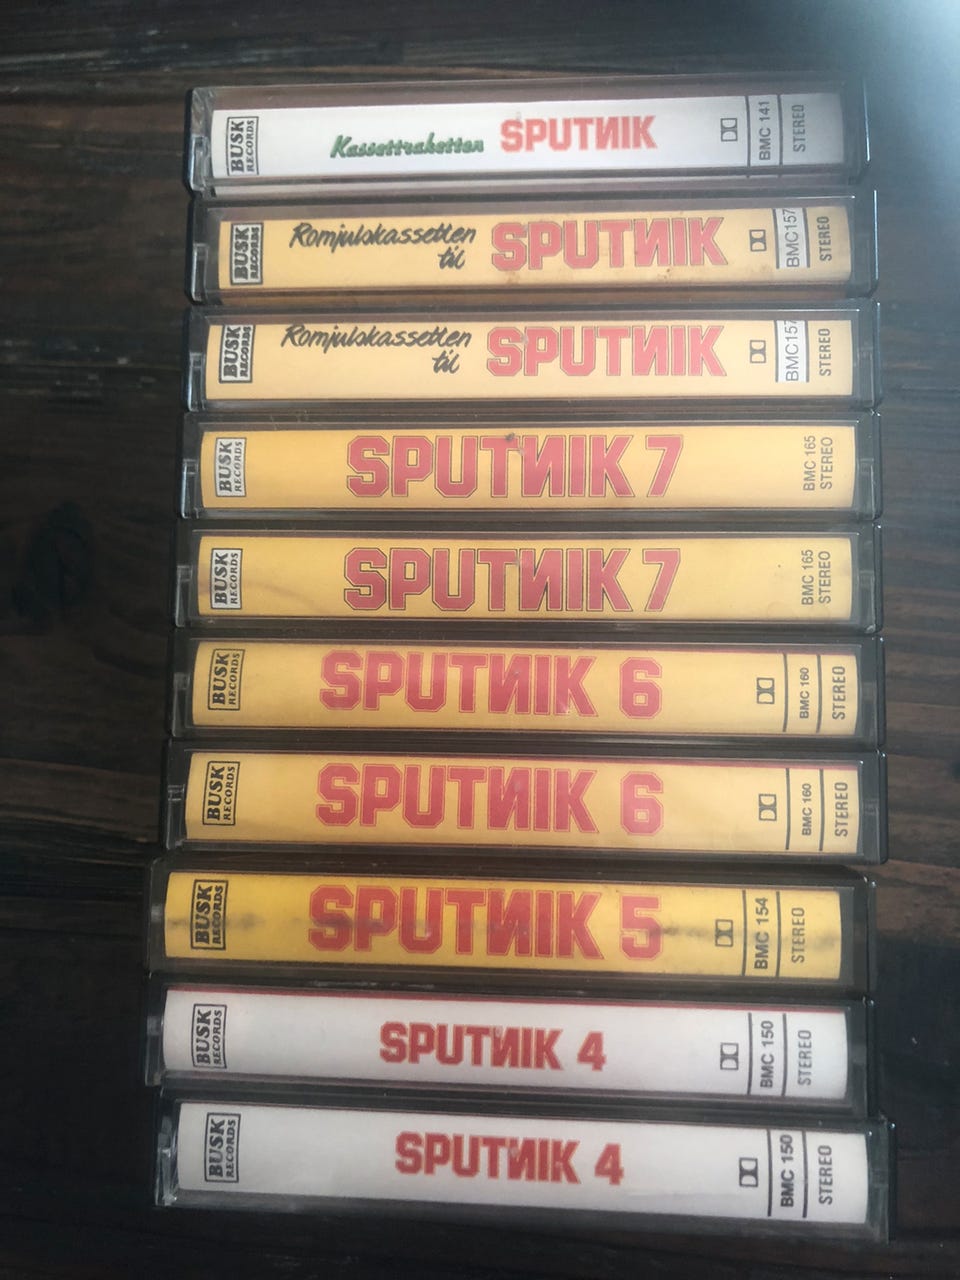 BUSK RECORDS Kassettraketten SPUTNIK BMC 141 STEREO
BUSK RECORDS Romjulskassetten til SPUTNIK BMC157 STEREO
BUSK RECORDS Romjulskassetten til SPUTNIK BMC157 STEREO
BUSK RECORDS SPUTNIK 7 BMC 165 STEREO
BUSK RECORDS SPUTNIK 7 BMC 165 STEREO
BUSK RECORDS SPUTNIK 6 BMC 160 STEREO
BUSK RECORDS SPUTNIK 6 BMC 160 STEREO
BUSK RECORDS SPUTNIK 5 BMC 154 STEREO
BUSK RECORDS SPUTNIK 4 BMC 150 STEREO
BUSK RECORDS SPUTNIK 4 BMC 150 STEREO